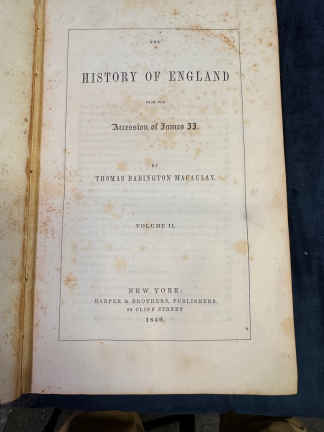 THE
HISTORY OF ENGLAND
FROM THE
Accession of James II.
BY
THOMAS BABINGTON MACAULAY.
VOLUME II.
NEW YORK:
HARPER & BROTHERS, PUBLISHERS,
82 CLIFF STREET
1849.